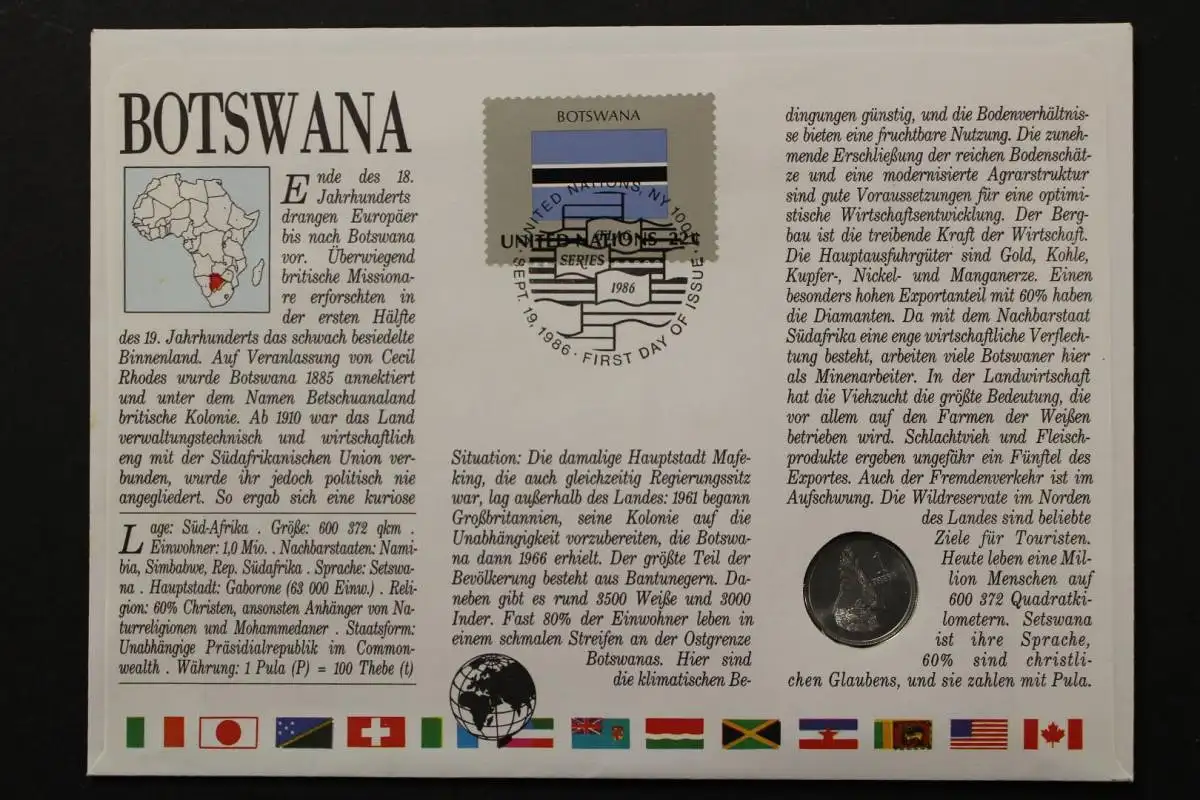 BOTSWANA
Ende des 18.
Jahrhunderts
drangen Europäer
bis nach Botswana
vor. Überwiegend
britische Missiona-
re erforschten in
der ersten Hälfte
des 19. Jahrhunderts das schwach besiedelte
Binnenland. Auf Veranlassung von Cecil
Rhodes wurde Botswana 1885 annektiert
und unter dem Namen Betschuanaland
britische Kolonie. Ab 1910 war das Land
verwaltungstechnisch und wirtschaftlich
eng mit der Südafrikanischen Union ver-
bunden, wurde ihr jedoch politisch nie
angegliedert. So ergab sich eine kuriose
Lage: Süd-Afrika . Größe: 600 372 qkm .
Einwohner: 1,0 Mio. . Nachbarstaaten: Nami-
bia, Simbabwe, Rep. Südafrika . Sprache: Setswa-
na . Hauptstadt: Gaborone (63 000 Einw.) . Reli-
gion: 60% Christen, ansonsten Anhänger von Na-
turreligionen und Mohammedaner . Staatsform:
Unabhängige Präsidialrepublik im Common-
wealth . Währung: 1 Pula (P) = 100 Thebe (t)
BOTSWANA
UNITED NATIONS 22¢
UNITED NATIONS, NY
FLAG
SERIES
1986
SEPT. 19, 1986 · FIRST DAY OF ISSUE
Situation: Die damalige Hauptstadt Mafe-
king, die auch gleichzeitig Regierungssitz
war, lag außerhalb des Landes: 1961 begann
Großbritannien, seine Kolonie auf die
Unabhängigkeit vorzubereiten, die Botswa-
na dann 1966 erhielt. Der größte Teil der
Bevölkerung besteht aus Bantunegern. Da-
neben gibt es rund 3500 Weiße und 3000
Inder. Fast 80% der Einwohner leben in
einem schmalen Streifen an der Ostgrenze
Botswanas. Hier sind
die klimatischen Be-
dingungen günstig, und die Bodenverhältnis-
se bieten eine fruchtbare Nutzung. Die zuneh-
mende Erschließung der reichen Bodenschät-
ze und eine modernisierte Agrarstruktur
sind gute Voraussetzungen für eine optimi-
stische Wirtschaftsentwicklung. Der Berg-
bau ist die treibende Kraft der Wirtschaft.
Die Hauptausfuhrgüter sind Gold, Kohle,
Kupfer-, Nickel- und Manganerze. Einen
besonders hohen Exportanteil mit 60% haben
die Diamanten. Da mit dem Nachbarstaat
Südafrika eine enge wirtschaftliche Verflech-
tung besteht, arbeiten viele Botswaner hier
als Minenarbeiter. In der Landwirtschaft
hat die Viehzucht die größte Bedeutung, die
vor allem auf den Farmen der Weißen
betrieben wird. Schlachtvieh und Fleisch-
produkte ergeben ungefähr ein Fünftel des
Exportes. Auch der Fremdenverkehr ist im
Aufschwung. Die Wildreservate im Norden
des Landes sind beliebte
Ziele für Touristen.
Heute leben eine Mil-
lion Menschen auf
600 372 Quadratki-
lometern. Setswana
ist ihre Sprache,
60% sind christli-
chen Glaubens, und sie zahlen mit Pula.